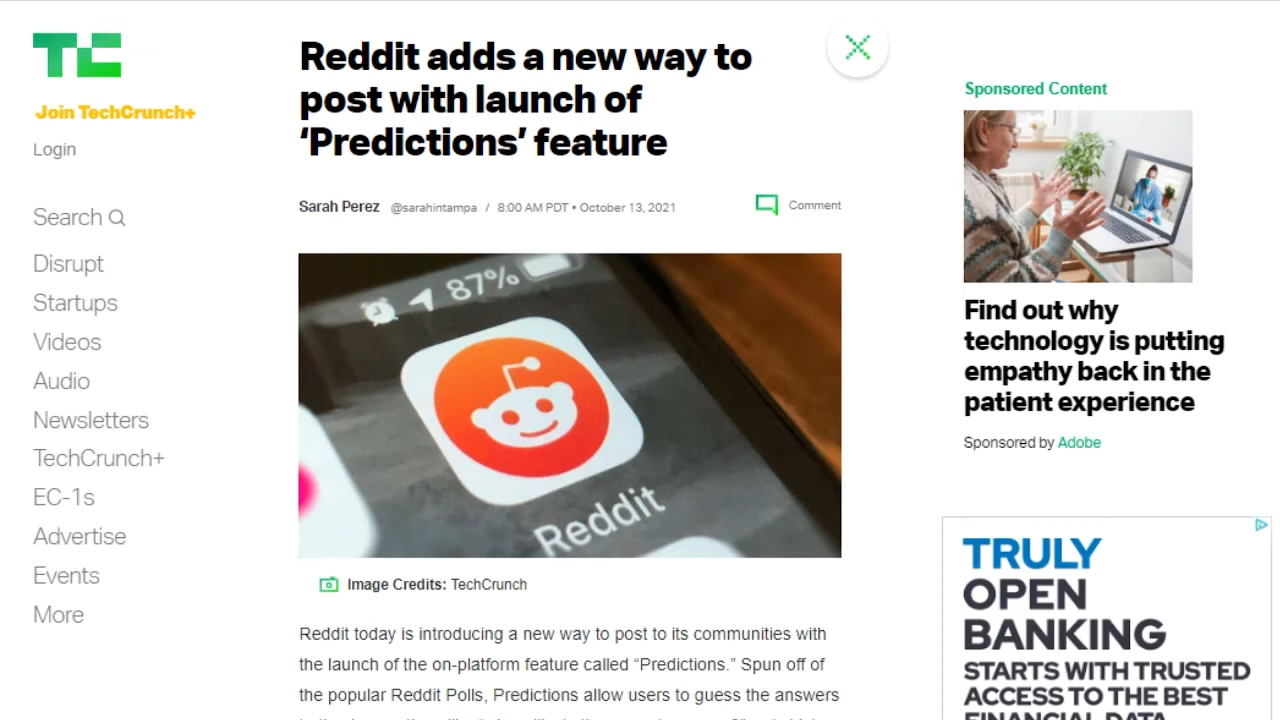 TC
Join TechCrunch+
Login
Search
Disrupt
Startups
Videos
Audio
Newsletters
TechCrunch+
EC-1s
Advertise
Events
More
Reddit adds a new way to
post with launch of
‘Predictions’ feature
Sarah Perez @sarahintampa / 8:00 AM PDT • October 13, 2021
Comment
87%
Reddit
Image Credits: TechCrunch
Reddit today is introducing a new way to post to its communities with
the launch of the on-platform feature called “Predictions.” Spun off of
the popular Reddit Polls, Predictions allow users to guess the answers
Sponsored Content
Find out why
technology is putting
empathy back in the
patient experience
Sponsored by Adobe
TRULY
OPEN
BANKING
STARTS WITH TRUSTED
ACCESS TO THE BEST
FINANCIAL DATA